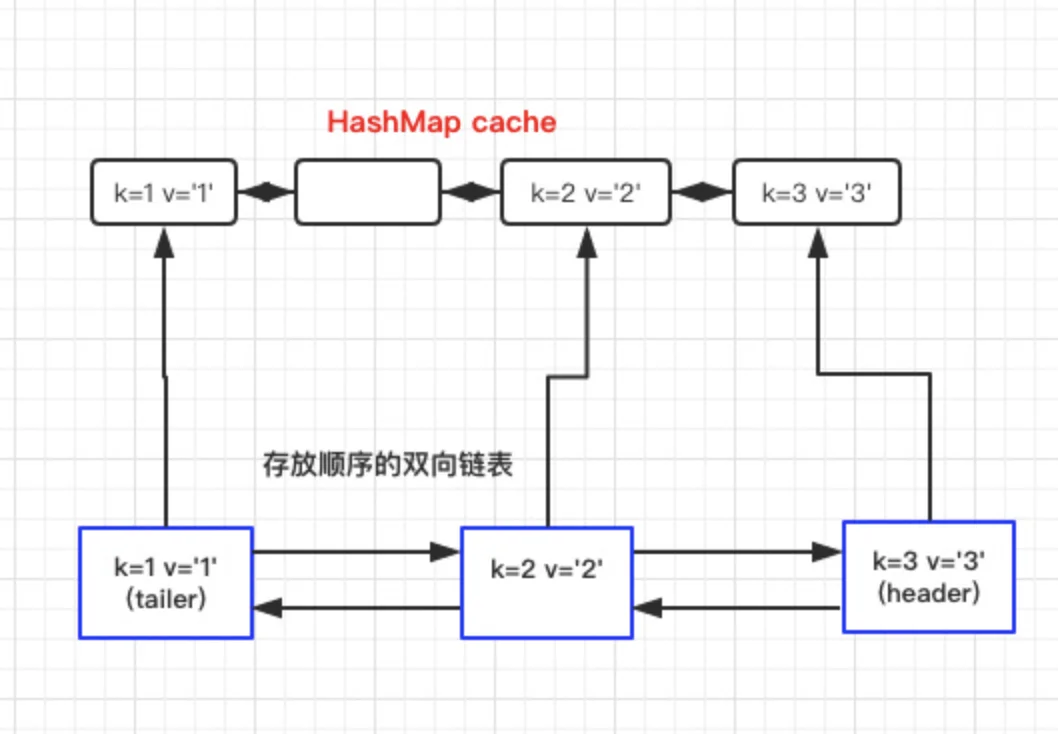 HashMap cache
k=1 v='1'
k=2 v='2'
k=3 v='3'
存放顺序的双向链表
k=1 v='1'
(tailer)
k=2 v='2'
k=3 v='3'
(header)